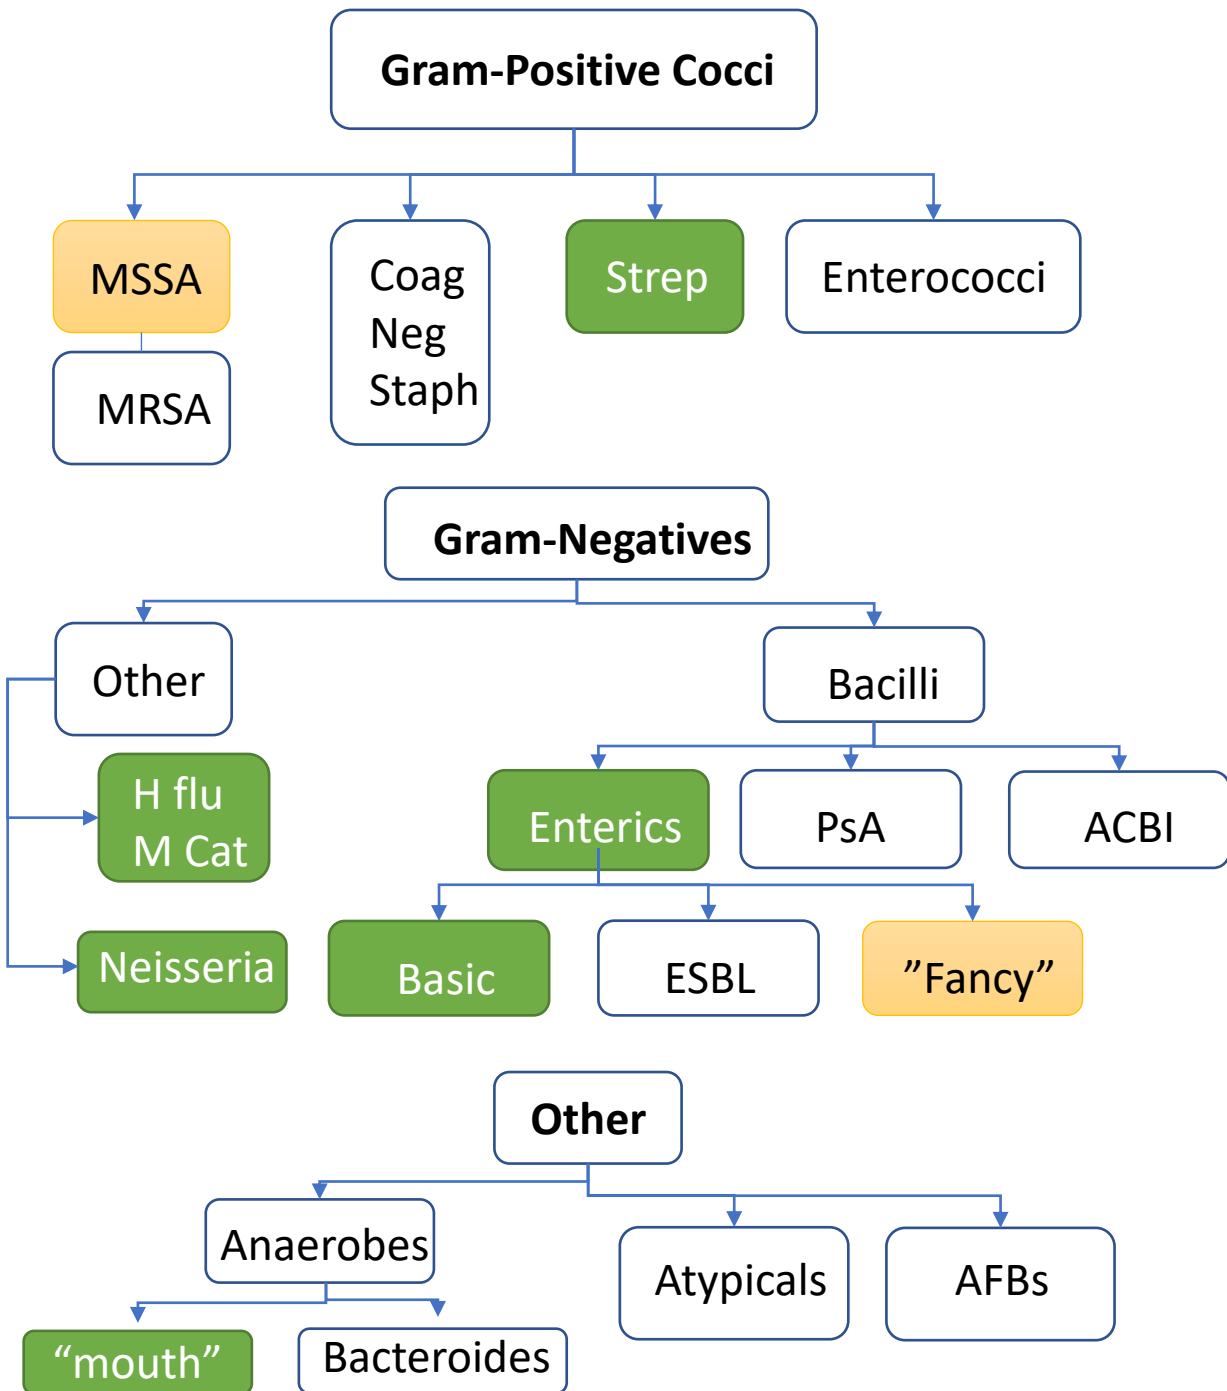 Gram-Positive Cocci
MSSA
Coag
Neg
Staph
Strep
Enterococci
MRSA
Gram-Negatives
Other
Bacilli
H flu
M Cat
Enterics
PsA
ACBI
Neisseria
Basic
ESBL
”Fancy”
Other
Anaerobes
Atypicals
AFBs
“mouth”
Bacteroides